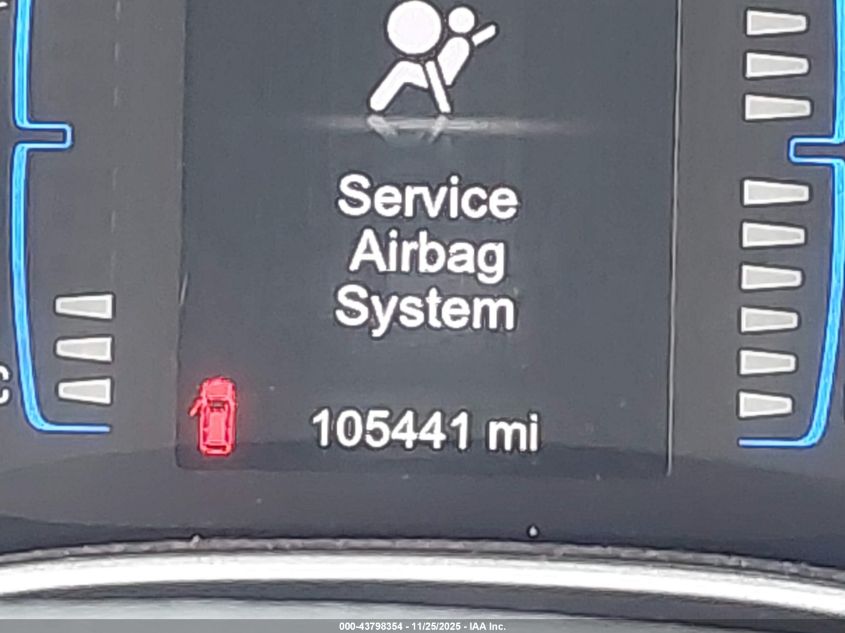 Service
Airbag
System
C
105441 mi
000-43798354 - 11/25/2025 - IAA Inc.